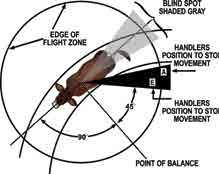 BLIND SPOT
SHADED GRAY
EDGE OF
FLIGHT ZONE
HANDLERS
POSITION TO STOP
MOVEMENT
A
E
HANDLERS
POSITION TO STO
MOVEMENT
45°
90°
POINT OF BALANCE